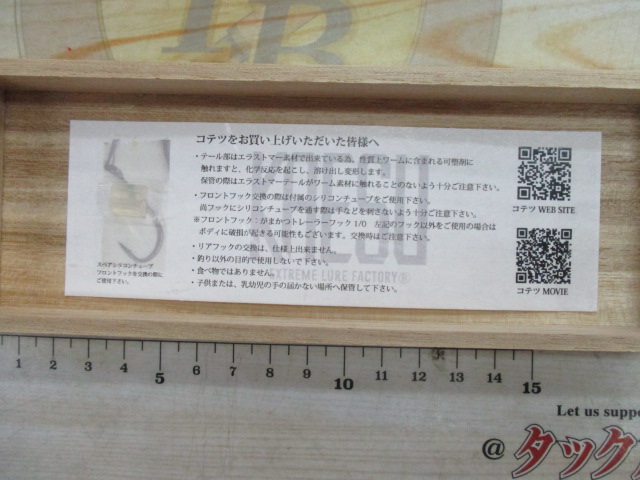 コテツをお買い上げいただいた皆様へ
・テール部はエラストマー素材で出来ている為、性質上ワームに含まれる可塑剤に
触れますと、化学反応を起こし、溶け出し変形します。
保管の際はエラストマーテールがワーム素材に触れることのないよう十分ご注意下さい。
・フロントフック交換の際は付属のシリコンチューブをご使用下さい。
尚フックにシリコンチューブを通す際は手などを刺さないよう十分ご注意下さい。
※フロントフック：がまかつトレーラーフック 1/0 左記のフック以外をご使用の場合は
ボディに破損が起きる可能性もございます。交換時はご注意下さい。
・リアフックの交換は、仕様上出来ません。
・釣り以外の目的で使用しないで下さい。
・食べ物ではありません。
・子供または、乳幼児の手の届かない場所へ保管して下さい。
EXTREME LURE FACTORY®
スペアシリコンチューブ
フロントフックを交換の際に
ご使用下さい。
コテツ WEB SITE
コテツ MOVIE
1 2 3 4 5 6 7 8 9 10 11 12 13 14 15
Let us suppo
@タック